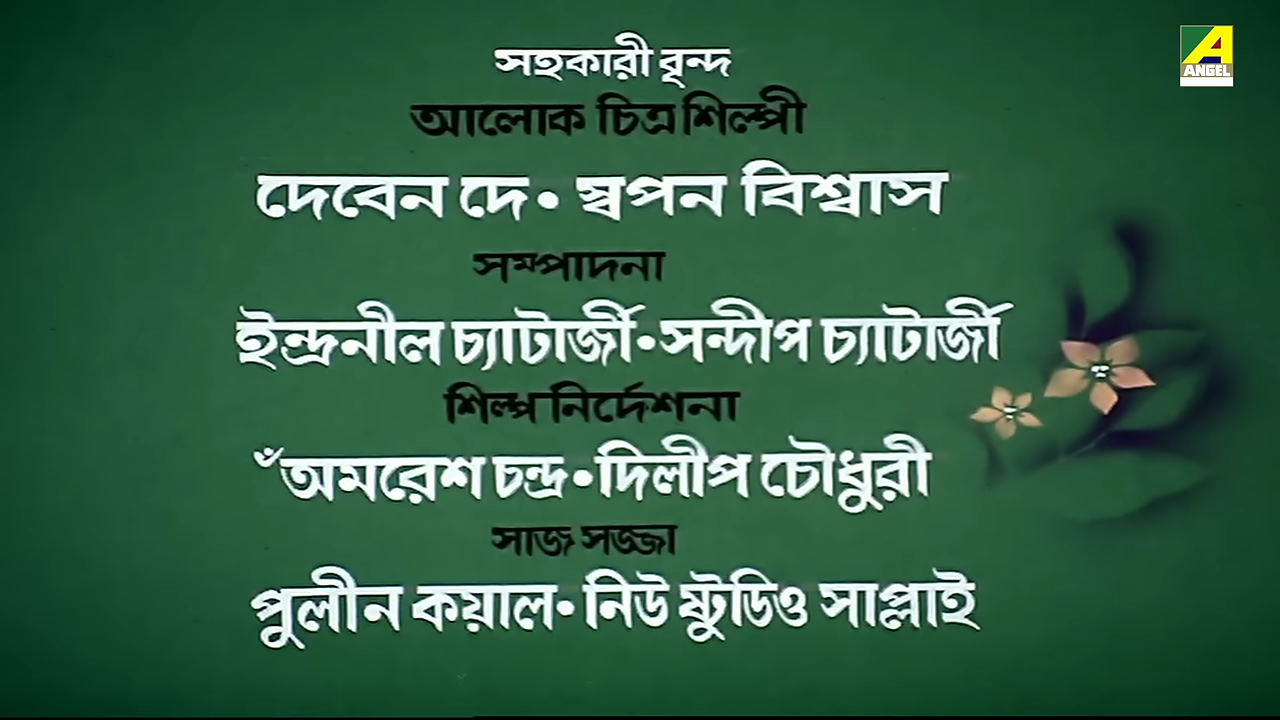 সহকারী বৃন্দ
A
ANGEL
আলোক চিত্র শিল্পী
দেবেন দে • স্বপন বিশ্বাস
সম্পাদনা
ইন্দ্রনীল চ্যাটার্জী • সন্দীপ চ্যাটার্জী
শিল্প নির্দেশনা
ঁঅমরেশ চন্দ্র • দিলীপ চৌধুরী
সাজ সজ্জা
পুলীন কয়াল • নিউ ষ্টুডিও সাপ্লাই